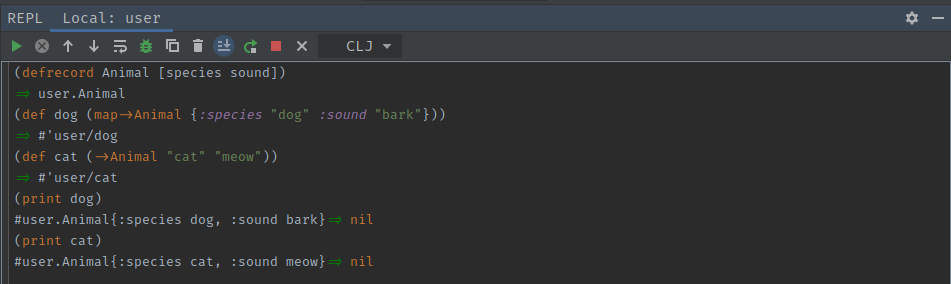 REPL Local: user
CLJ
(defrecord Animal [species sound])
=> user.Animal
(def dog (map->Animal {:species "dog" :sound "bark"}))
=> #'user/dog
(def cat (->Animal "cat" "meow"))
=> #'user/cat
(print dog)
#user.Animal{:species dog, :sound bark}=> nil
(print cat)
#user.Animal{:species cat, :sound meow}=> nil